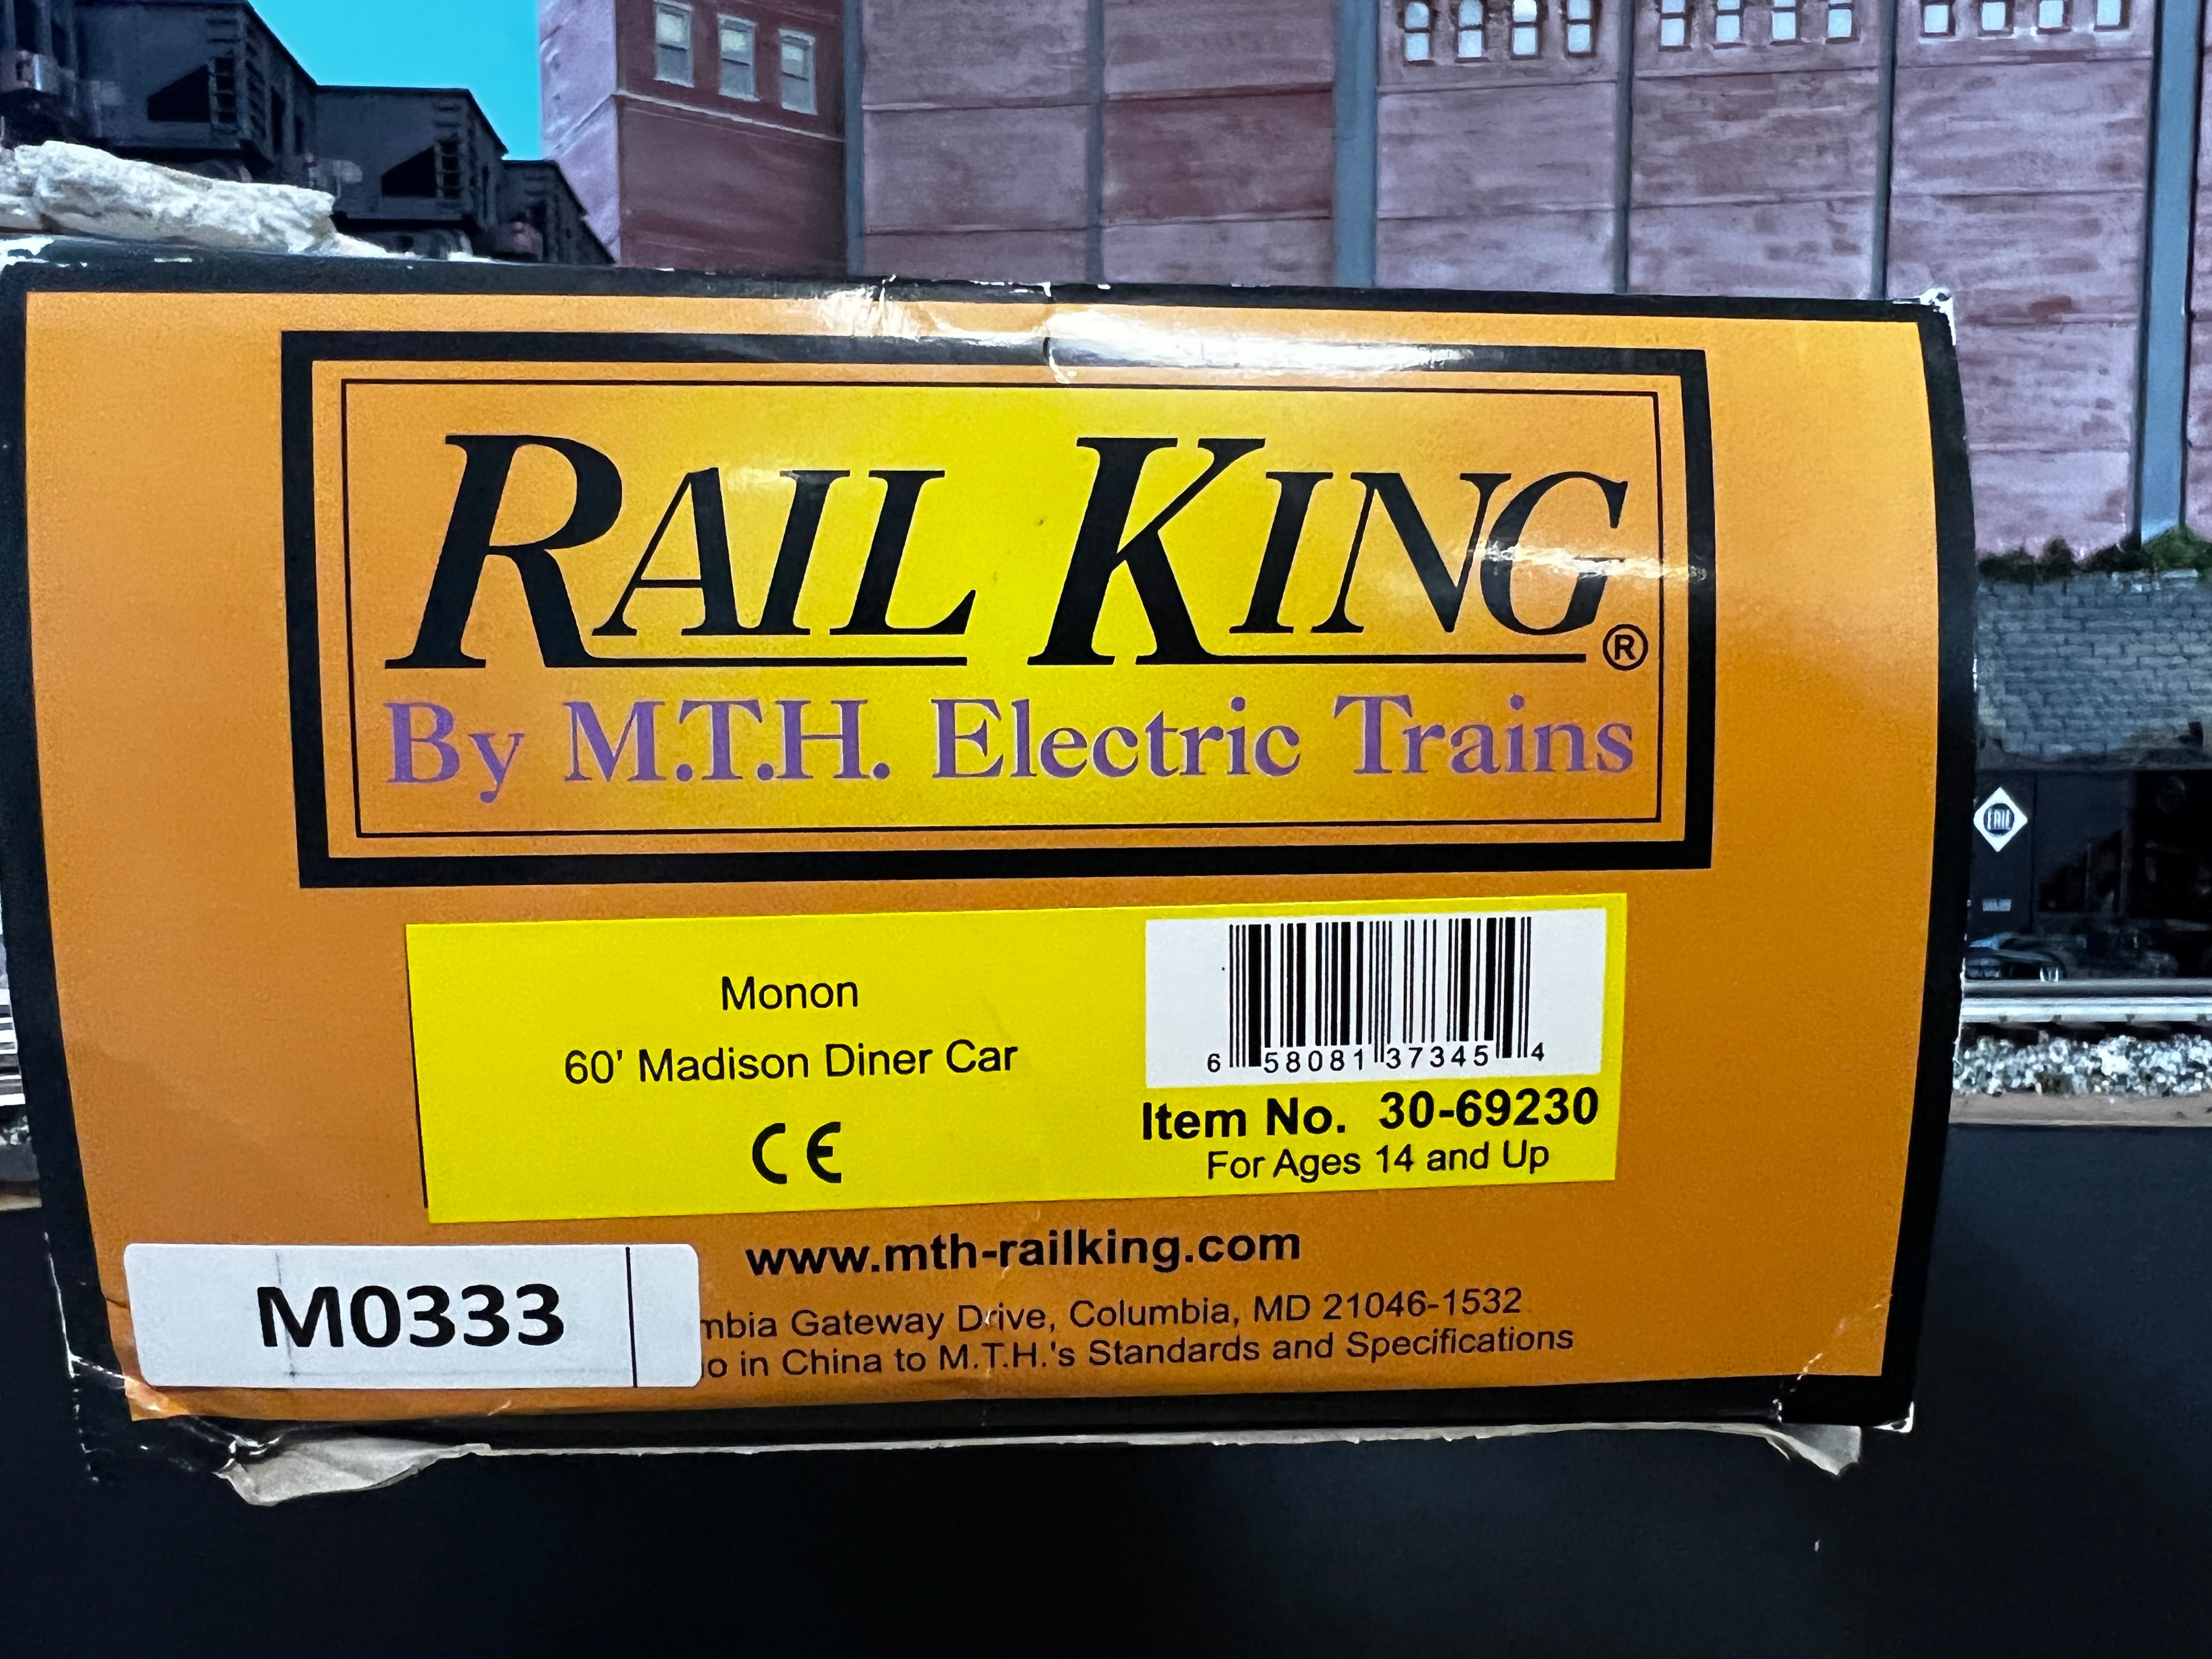 RAIL KING®
By M.T.H. Electric Trains
ERIE
Monon
60' Madison Diner Car
CE
6 58081 37345 4
Item No. 30-69230
For Ages 14 and Up
www.mth-railking.com
M0333
Gateway Drive, Columbia, MD 21046-1532
in China to M.T.H.'s Standards and Specifications